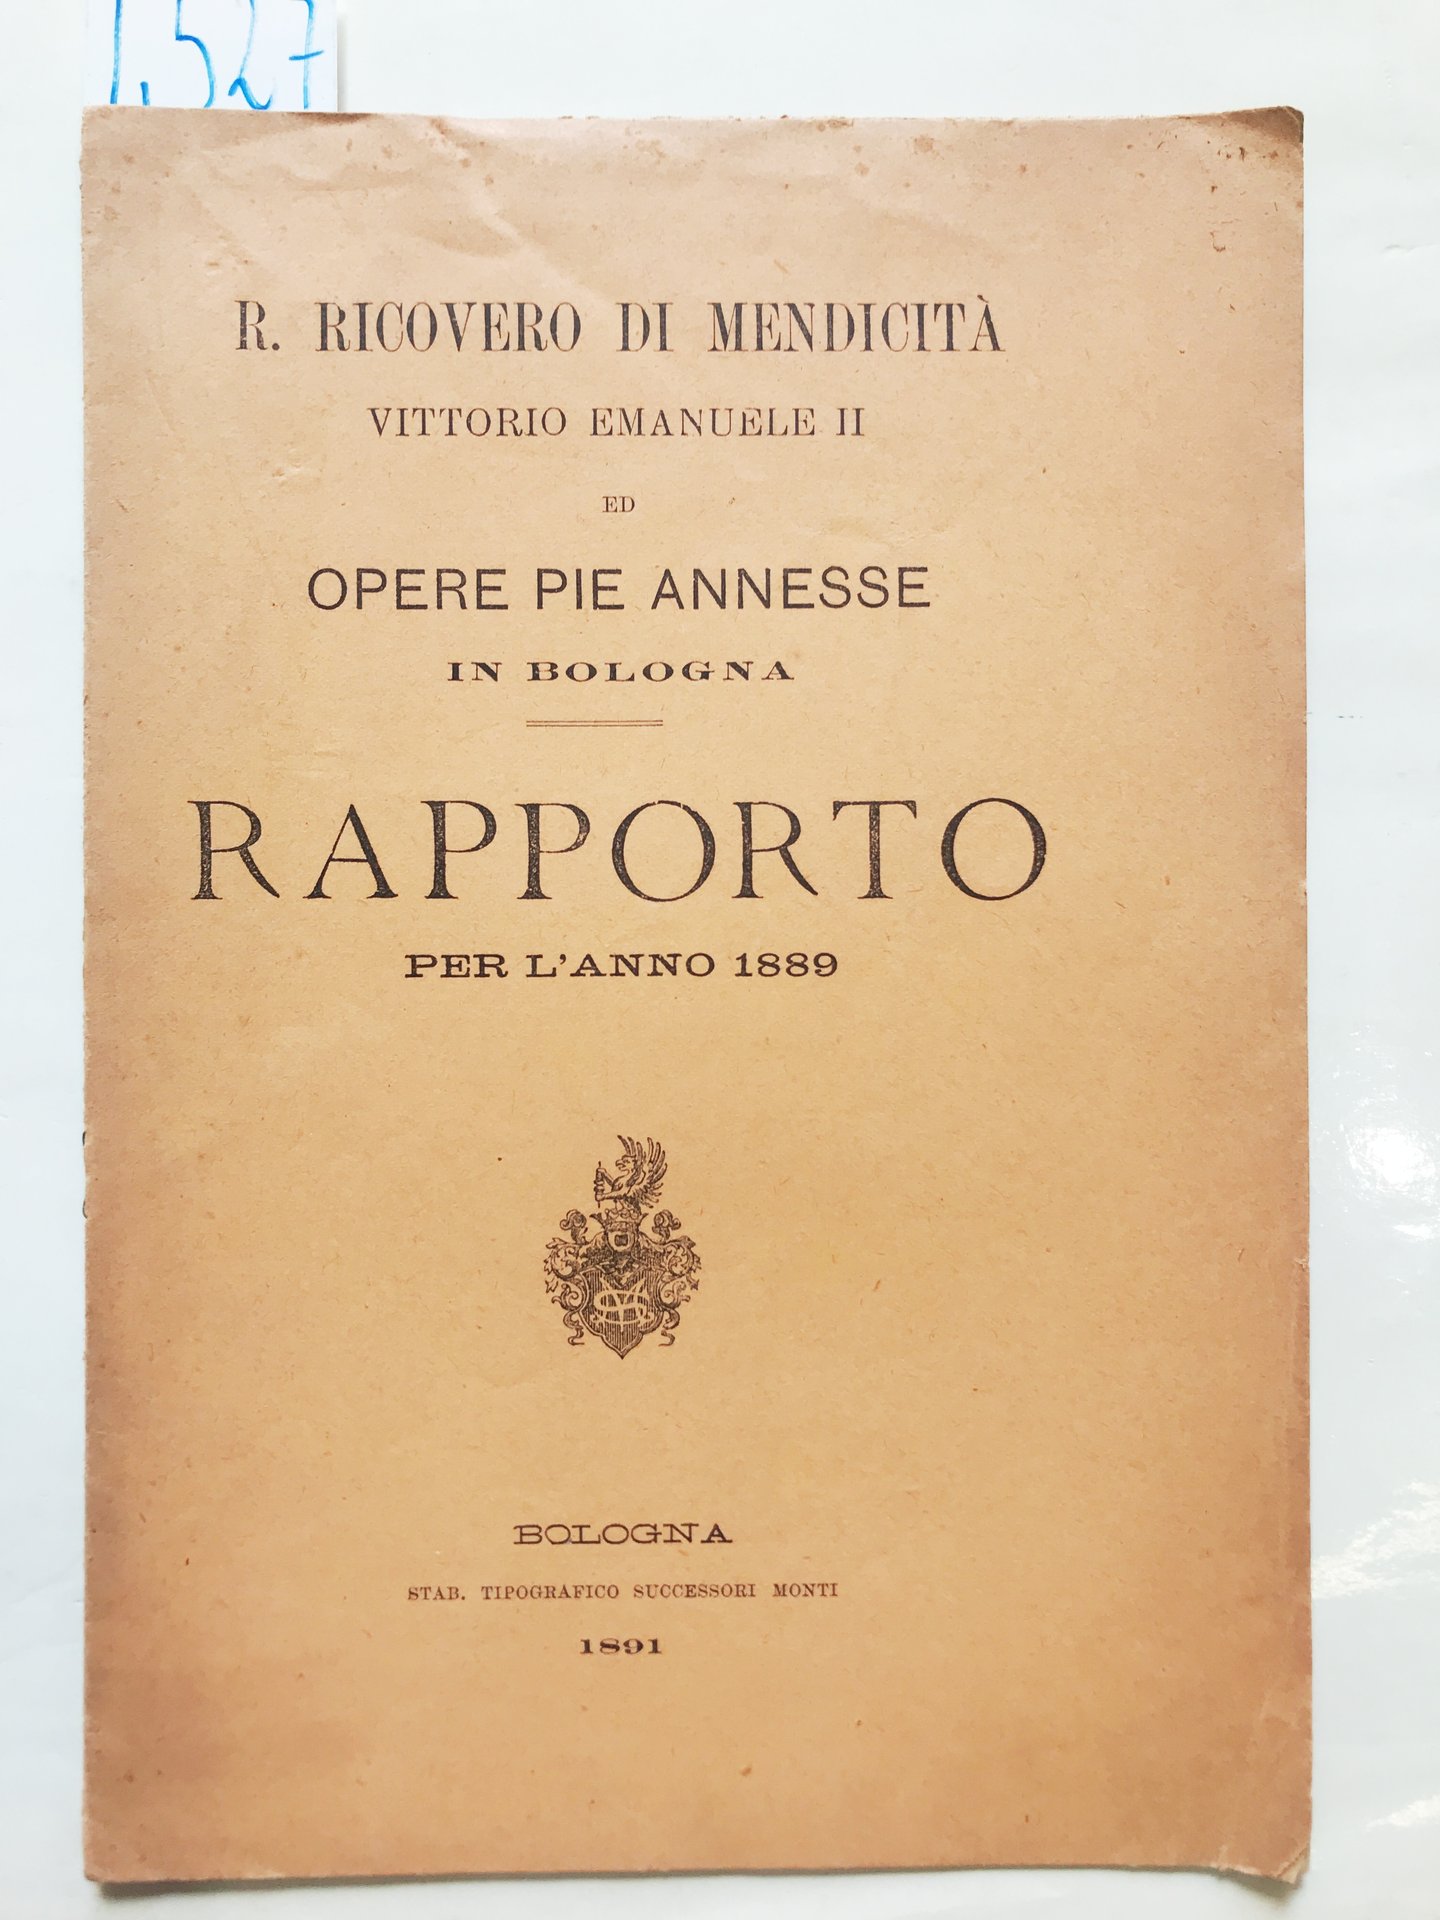 1,527
R. RICOVERO DI MENDICITÀ
VITTORIO EMANUELE II
ED
OPERE PIE ANNESSE
IN BOLOGNA
RAPPORTO
PER L'ANNO 1889
BOLOGNA
STAB. TIPOGRAFICO SUCCESSORI MONTI
1891